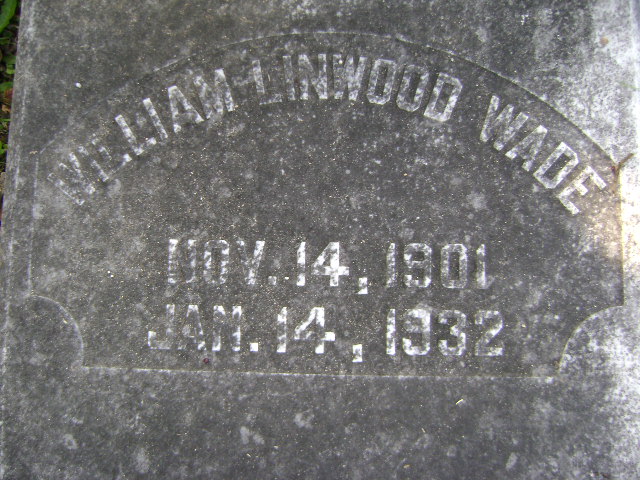 WILLIAM LINWOOD WADE
NOV. 14, 1901
JAN. 14, 1932